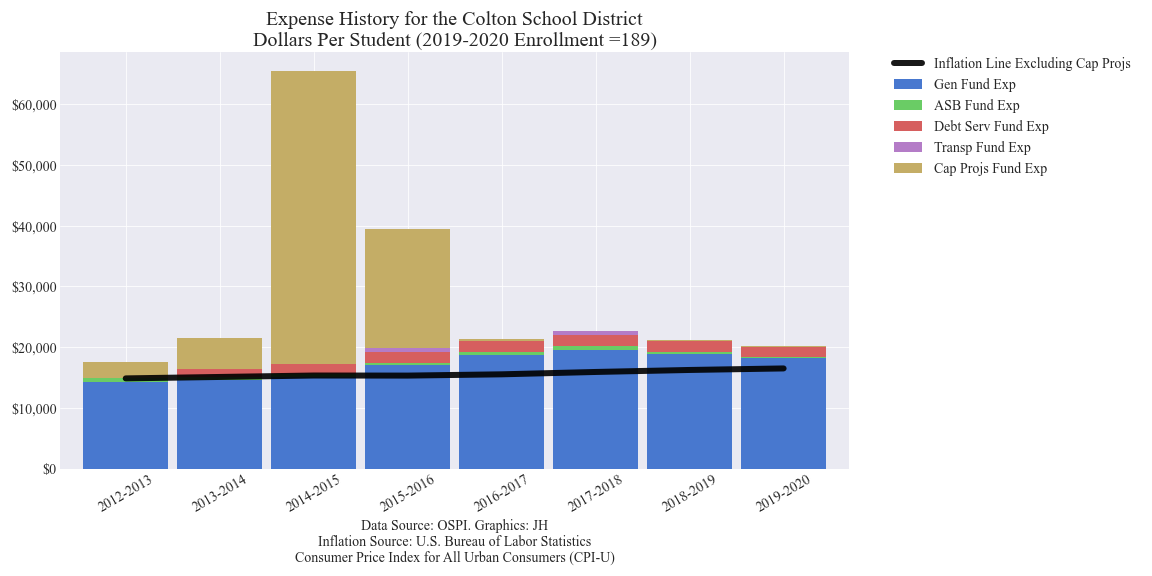 Expense History for the Colton School District
Dollars Per Student (2019-2020 Enrollment =189)
Inflation Line Excluding Cap Projs
Gen Fund Exp
ASB Fund Exp
Debt Serv Fund Exp
Transp Fund Exp
Cap Projs Fund Exp
$60,000
$50,000
$40,000
$30,000
$20,000
$10,000
$0
2012-2013
2013-2014
2014-2015
2015-2016
2016-2017
2017-2018
2018-2019
2019-2020
Data Source: OSPI. Graphics: JH
Inflation Source: U.S. Bureau of Labor Statistics
Consumer Price Index for All Urban Consumers (CPI-U)